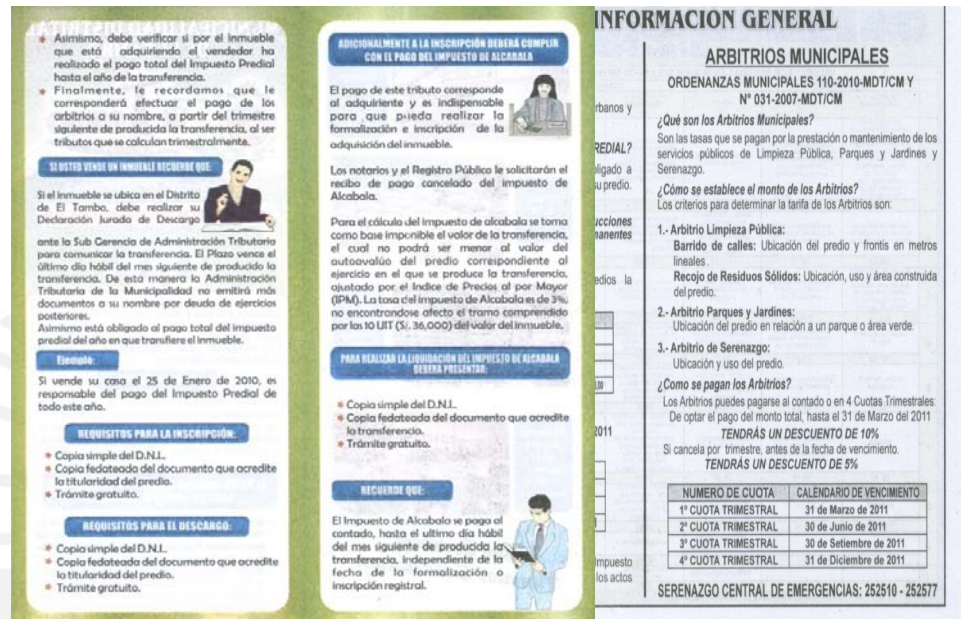 * Asimismo, debe verificar si por el inmueble
que está adquiriendo el vendedor ha
realizado el pago total del Impuesto Predial
hasta el año de la transferencia.
* Finalmente, le recordamos que le
corresponderá efectuar el pago de los
arbitrios a su nombre, a partir del trimestre
siguiente de producida la transferencia, al ser
tributos que se calculan trimestralmente.
SI USTED VENDE UN INMUEBLE RECUERDE QUE:
Si el inmueble se ubica en el Distrito
de El Tambo, debe realizar su
Declaración Jurada de Descargo
ante la Sub Gerencia de Administración Tributaria
para comunicar la transferencia. El Plazo vence el
último día hábil del mes siguiente de producido la
transferencia. De esta manera la Administración
Tributaria de la Municipalidad no emitirá más
documentos a su nombre por deuda de ejercicios
posteriores.
Asimismo está obligado al pago total del impuesto
predial del año en que transfiere el inmueble.
Ejemplo:
Si vende su casa el 25 de Enero de 2010, es
responsable del pago del Impuesto Predial de
todo este año.
REQUISITOS PARA LA INSCRIPCIÓN:
* Copia simple del D.N.I..
* Copia fedateada del documento que acredite
la titularidad del predio.
* Trámite gratuito.
REQUISITOS PARA EL DESCARGO:
* Copia simple del D.N.I..
* Copia fedateada del documento que acredite
la titularidad del predio.
* Trámite gratuito.
ADICIONALMENTE A LA INSCRIPCIÓN DEBERÁ CUMPLIR
CON EL PAGO DEL IMPUESTO DE ALCABALA
El pago de este tributo corresponde
al adquiriente y es indispensable
para que pueda realizar la
formalización e inscripción de la
adquisición del inmueble.
Los notarios y el Registro Público le solicitarán el
recibo de pago cancelado del impuesto de
Alcabala.
Para el cálculo del impuesto de alcabala se toma
como base imponible el valor de la transferencia,
el cual no podrá ser menor al valor del
autoavalúo del predio correspondiente al
ejercicio en el que se produce la transferencia,
ajustado por el Indice de Precios al por Mayor
(IPM). La tasa del impuesto de Alcabala es de 3%,
no encontrandose afecto el tramo comprendido
por las 10 UIT (S/. 36,000) del valor del inmueble.
PARA REALIZAR LA LIQUIDACIÓN DEL IMPUESTO DE ALCABALA
DEBERA PRESENTAR:
* Copia simple del D.N.I..
* Copia fedateada del documento que acredite
la transferencia.
* Trámite gratuito.
RECUERDE QUE:
El Impuesto de Alcabala se paga al
contado, hasta el ultimo día hábil
del mes siguiente de producida la
transferencia, independiente de la
fecha de la formalización o
inscripción registral.
INFORMACION GENERAL
rbanos y
REDIAL?
bligado a
su predio.
ucciones
manentes
edios la
2011
mpuesto
los actos
ARBITRIOS MUNICIPALES
ORDENANZAS MUNICIPALES 110-2010-MDT/CM Y
N° 031-2007-MDT/CM
¿Qué son los Arbitrios Municipales?
Son las tasas que se pagan por la prestación o mantenimiento de los
servicios públicos de Limpieza Pública, Parques y Jardines y
Serenazgo.
¿Cómo se establece el monto de los Arbitrios?
Los criterios para determinar la tarifa de los Arbitrios son:
1.- Arbitrio Limpieza Pública:
Barrido de calles: Ubicación del predio y frontis en metros
lineales .
Recojo de Residuos Sólidos: Ubicación, uso y área construida
del predio.
2.- Arbitrio Parques y Jardines:
Ubicación del predio en relación a un parque o área verde.
3.- Arbitrio de Serenazgo:
Ubicación y uso del predio.
¿Como se pagan los Arbitrios?
Los Arbitrios puedes pagarse al contado o en 4 Cuotas Trimestrales:
De optar el pago del monto total, hasta el 31 de Marzo del 2011
TENDRÁS UN DESCUENTO DE 10%
Si cancela por trimestre, antes de la fecha de vencimiento.
TENDRÁS UN DESCUENTO DE 5%
NUMERO DE CUOTA CALENDARIO DE VENCIMIENTO
1° CUOTA TRIMESTRAL 31 de Marzo de 2011
2° CUOTA TRIMESTRAL 30 de Junio de 2011
3° CUOTA TRIMESTRAL 30 de Setiembre de 2011
4° CUOTA TRIMESTRAL 31 de Diciembre de 2011
SERENAZGO CENTRAL DE EMERGENCIAS: 252510 - 252577